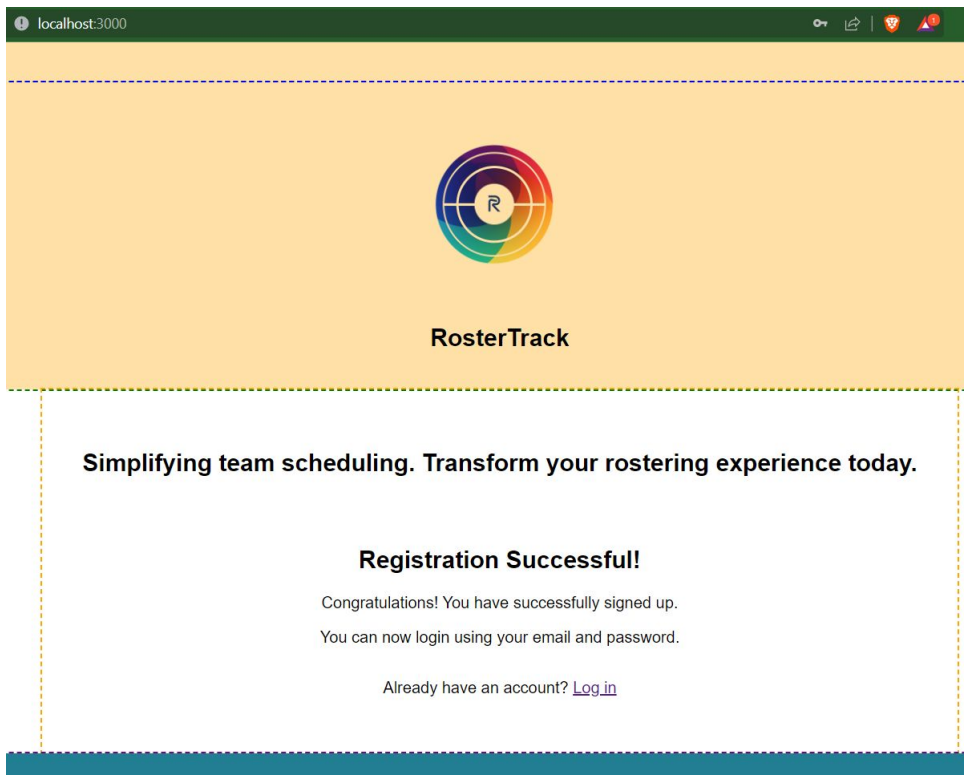 localhost:3000
1
R
RosterTrack
Simplifying team scheduling. Transform your rostering experience today.
Registration Successful!
Congratulations! You have successfully signed up.
You can now login using your email and password.
Already have an account? Log in